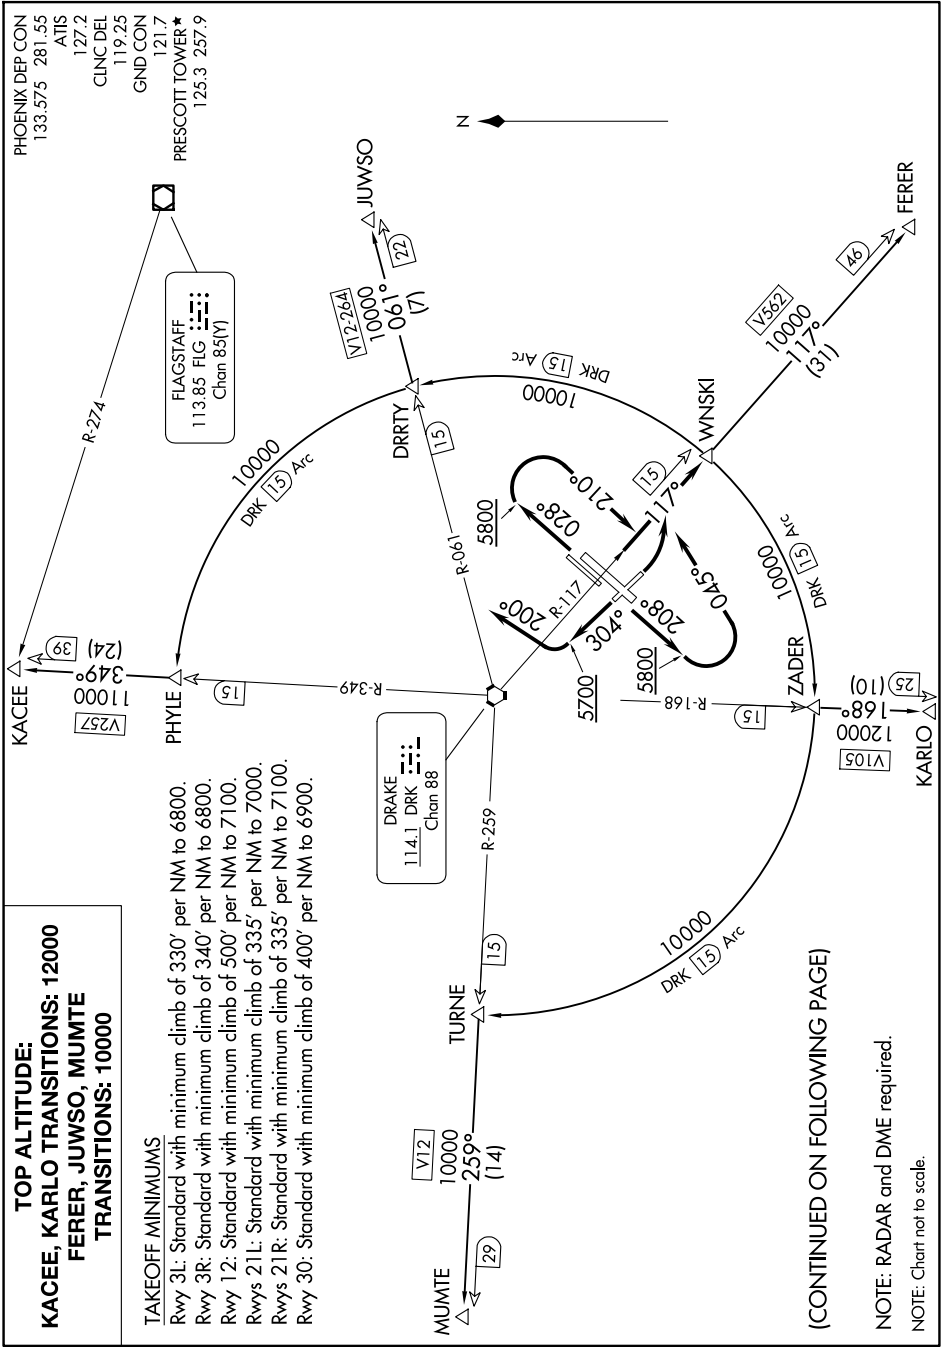 TOP ALTITUDE:
KACEE, KARLO TRANSITIONS: 12000
FERER, JUWSO, MUMTE
TRANSITIONS: 10000
TAKEOFF MINIMUMS
Rwy 3L: Standard with minimum climb of 330' per NM to 6800.
Rwy 3R: Standard with minimum climb of 340' per NM to 6800.
Rwy 12: Standard with minimum climb of 500' per NM to 7100.
Rwys 21L: Standard with minimum climb of 335' per NM to 7000.
Rwys 21R: Standard with minimum climb of 335' per NM to 7100.
Rwy 30: Standard with minimum climb of 400' per NM to 6900.
PHOENIX DEP CON
133.575 281.55
ATIS
127.2
CLNC DEL
119.25
GND CON
121.7
PRESCOTT TOWER★
125.3 257.9
KACEE
39
V257
11000
349°
(24)
PHYLE
15
R-349
R-274
FLAGSTAFF
113.85 FLG
Chan 85(Y)
10000
DRK 15 Arc
JUWSO
22
V12-264
10000
061°
(7)
DRRTY
15
R-061
N
DRAKE
114.1 DRK
Chan 88
R-259
15
TURNE
V12
10000
259°
(14)
MUMTE
29
10000
DRK 15 Arc
R-117
200°
304°
5700
5800
028°
210°
208°
5800
045°
117°
15
WNSKI
V562
10000
117°
(31)
46
FERER
DRK 15 Arc
10000
10000
DRK 15 Arc
R-168
15
ZADER
V105
12000
168°
(10)
25
KARLO
(CONTINUED ON FOLLOWING PAGE)
NOTE: RADAR and DME required.
NOTE: Chart not to scale.